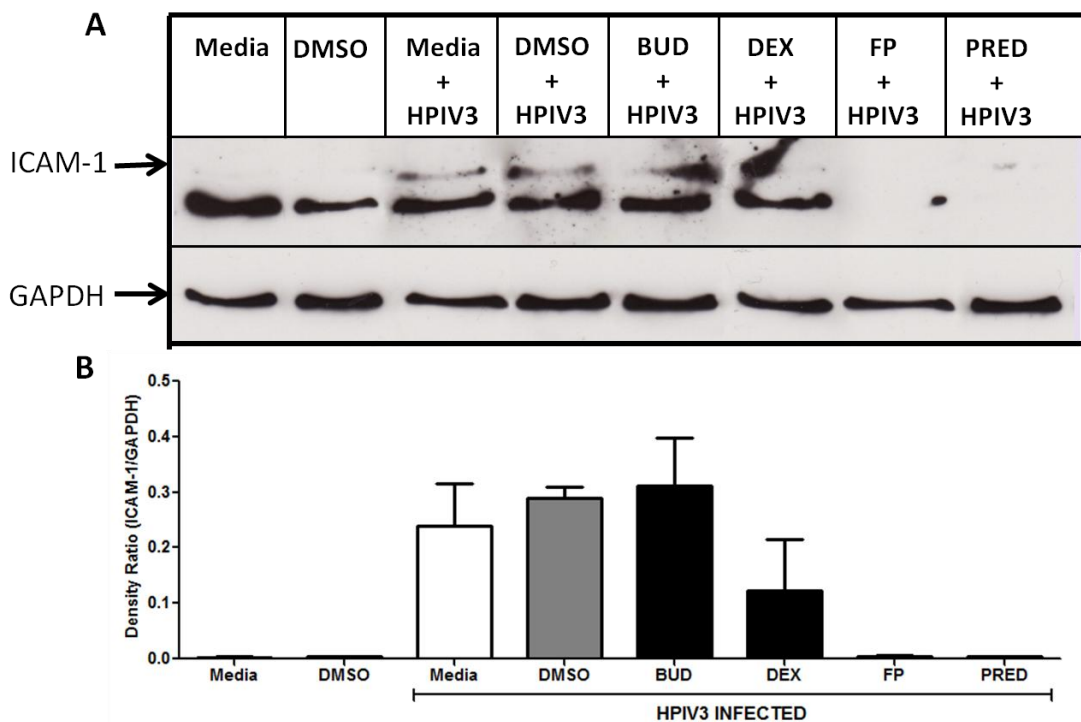 A
Media
DMSO
Media
+
HPIV3
DMSO
+
HPIV3
BUD
+
HPIV3
DEX
+
HPIV3
FP
+
HPIV3
PRED
+
HPIV3
ICAM-1
GAPDH
B
Density Ratio (ICAM-1/GAPDH)
0.5
0.4
0.3
0.2
0.1
0.0
Media DMSO Media DMSO BUD DEX FP PRED
HPIV3 INFECTED